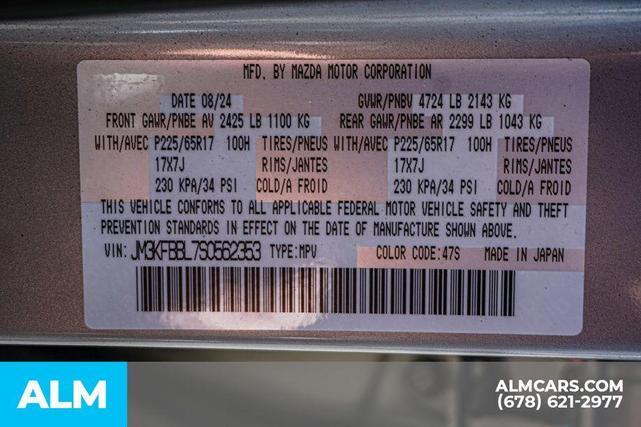 MFD. BY MAZDA MOTOR CORPORATION
DATE 08/24 GVWR/PNBV 4724 LB 2143 KG
FRONT GAWR/PNBE AV 2425 LB 1100 KG REAR GAWR/PNBE AR 2299 LB 1043 KG
WITH/AVEC P225/65R17 100H TIRES/PNEUS WITH/AVEC P225/65R17 100H TIRES/PNEUS
17X7J RIMS/JANTES 17X7J RIMS/JANTES
230 KPA/34 PSI COLD/A FROID 230 KPA/34 PSI COLD/A FROID
THIS VEHICLE CONFORMS TO ALL APPLICABLE FEDERAL MOTOR VEHICLE SAFETY AND THEFT
PREVENTION STANDARDS IN EFFECT ON THE DATE OF MANUFACTURE SHOWN ABOVE.
VIN: JM3KFBBL7S0562353 TYPE:MPV COLOR CODE:47S MADE IN JAPAN
ALM
ALMCARS.COM
(678) 621-2977